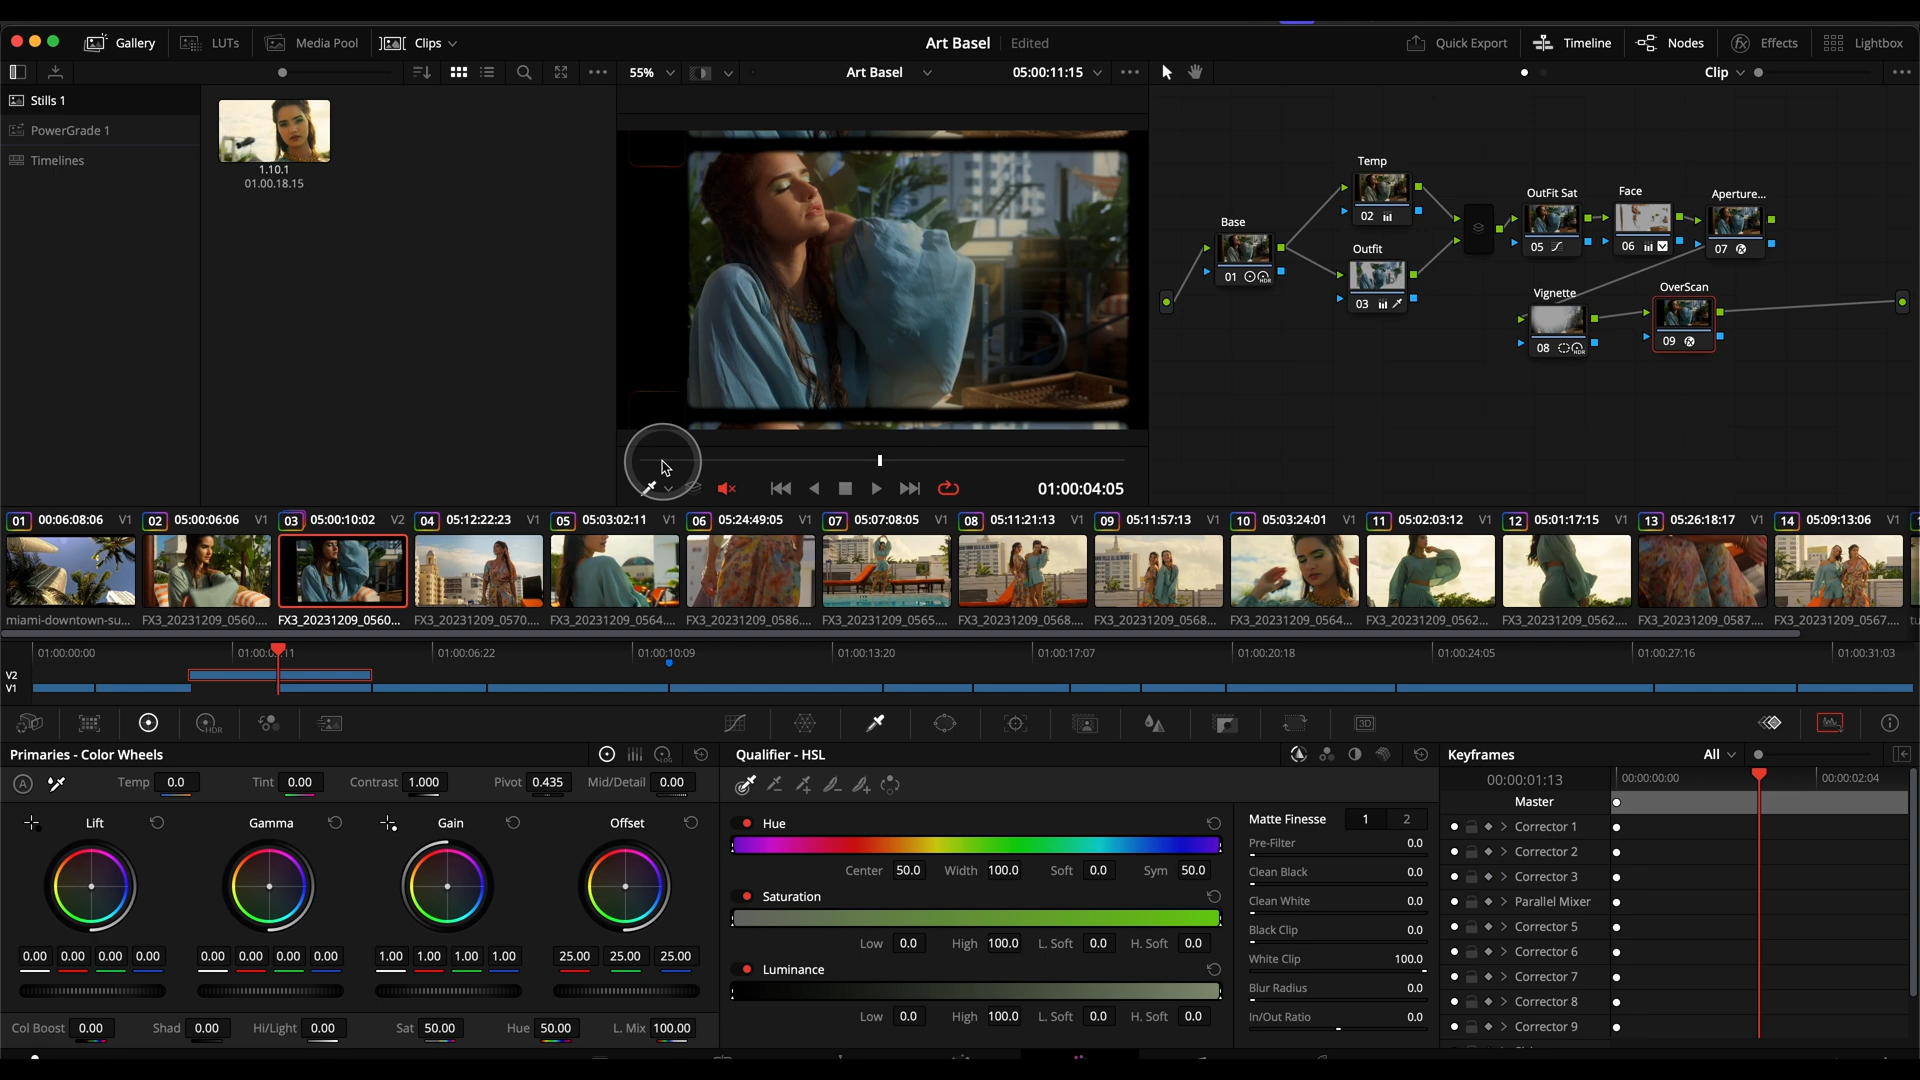 Gallery LUTs Media Pool Clips Art Basel Edited Quick Export Timeline Nodes Effects Lightbox
55% Art Basel 05:00:11:15 Clip
Stills 1
PowerGrade 1
Timelines
1.10.1
01.00.18.15
Temp
02
Base
01 HDR
Outfit
03
OutFit Sat
05
Face
06
Aperture...
07
Vignette
08 HDR
OverScan
09
01:00:04:05
01 00:06:08:06 V1 02 05:00:06:06 V1 03 05:00:10:02 V2 04 05:12:22:23 V1 05 05:03:02:11 V1 06 05:24:49:05 V1 07 05:07:08:05 V1 08 05:11:21:13 V1 09 05:11:57:13 V1 10 05:03:24:01 V1 11 05:02:03:12 V1 12 05:01:17:15 V1 13 05:26:18:17 V1 14 05:09:13:06 V1
miami-downtown-su... FX3_20231209_0560.... FX3_20231209_0560... FX3_20231209_0570.... FX3_20231209_0564.... FX3_20231209_0586.... FX3_20231209_0565.... FX3_20231209_0568.... FX3_20231209_0568.... FX3_20231209_0564.... FX3_20231209_0562.... FX3_20231209_0562.... FX3_20231209_0587.... FX3_20231209_0567....
01:00:00:00 01:00:06:22 01:00:10:09 01:00:13:20 01:00:17:07 01:00:20:18 01:00:24:05 01:00:27:16 01:00:31:03
V2
V1
HDR 3D
Primaries - Color Wheels LOG
A Temp 0.0 Tint 0.00 Contrast 1.000 Pivot 0.435 Mid/Detail 0.00
Lift Gamma Gain Offset
0.00 0.00 0.00 0.00 0.00 0.00 0.00 0.00 1.00 1.00 1.00 1.00 25.00 25.00 25.00
Col Boost 0.00 Shad 0.00 Hi/Light 0.00 Sat 50.00 Hue 50.00 L. Mix 100.00
Qualifier - HSL
Hue
Center 50.0 Width 100.0 Soft 0.0 Sym 50.0
Saturation
Low 0.0 High 100.0 L. Soft 0.0 H. Soft 0.0
Luminance
Low 0.0 High 100.0 L. Soft 0.0 H. Soft 0.0
Matte Finesse 1 2
Pre-Filter 0.0
Clean Black 0.0
Clean White 0.0
Black Clip 0.0
White Clip 100.0
Blur Radius 0.0
In/Out Ratio 0.0
Keyframes All
00:00:01:13 00:00:00:00 00:00:02:04
Master
Corrector 1
Corrector 2
Corrector 3
Parallel Mixer
Corrector 5
Corrector 6
Corrector 7
Corrector 8
Corrector 9